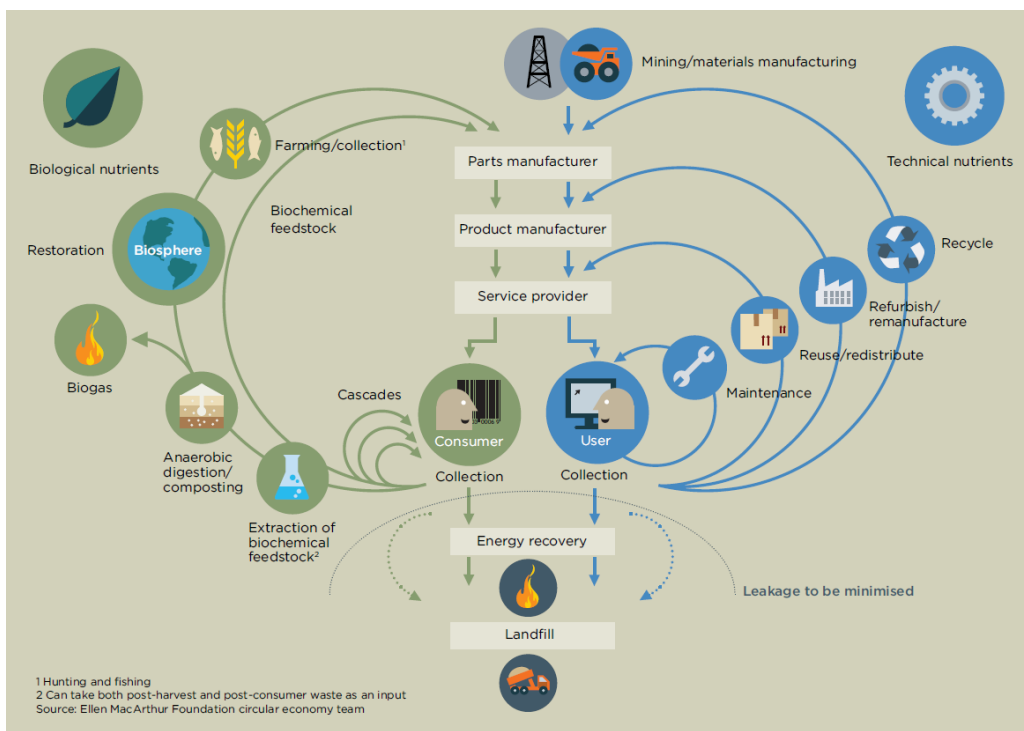 Mining/materials manufacturing
Biological nutrients
Technical nutrients
Farming/collection¹
Parts manufacturer
Biochemical
feedstock
Product manufacturer
Restoration
Biosphere
Recycle
Service provider
Refurbish/
remanufacture
Reuse/redistribute
Biogas
Cascades
Maintenance
Consumer
User
Anaerobic
digestion/
composting
Collection
Collection
Extraction of
biochemical
feedstock²
Energy recovery
Leakage to be minimised
Landfill
1 Hunting and fishing
2 Can take both post-harvest and post-consumer waste as an input
Source: Ellen MacArthur Foundation circular economy team